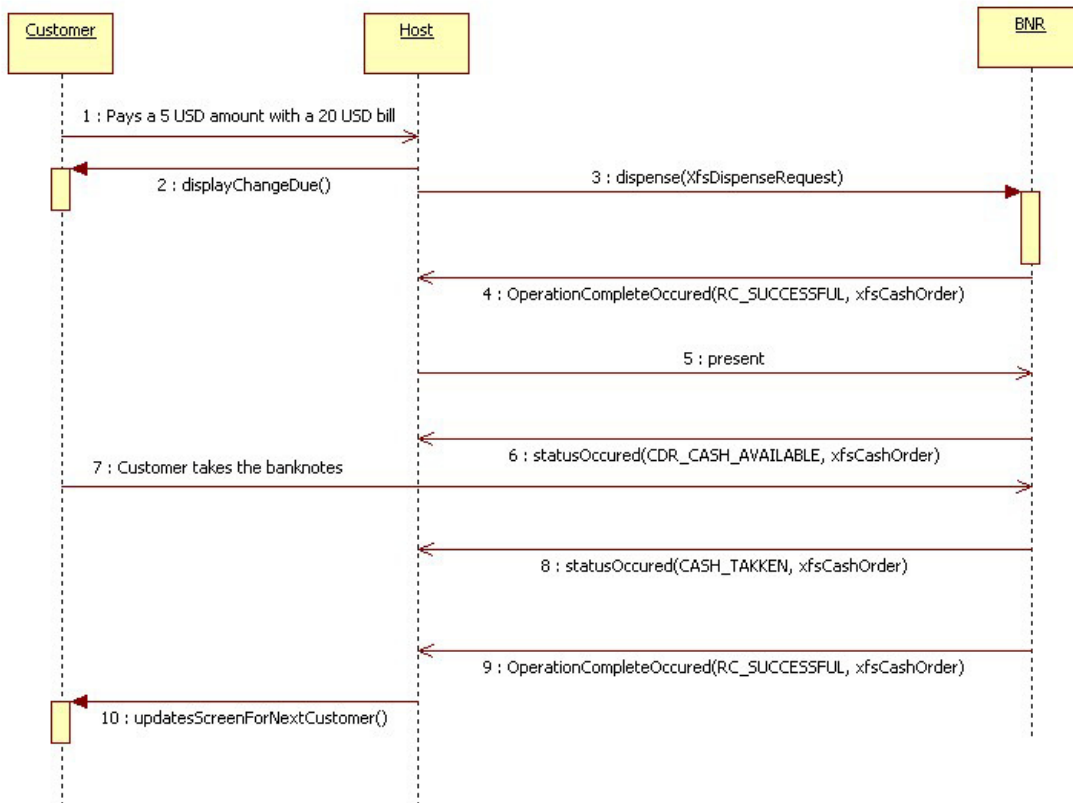 Customer
Host
BNR
1 : Pays a 5 USD amount with a 20 USD bill
2 : displayChangeDue()
3 : dispense(XfsDispenseRequest)
4 : OperationCompleteOccured(RC_SUCCESSFUL, xfsCashOrder)
5 : present
6 : statusOccured(CDR_CASH_AVAILABLE, xfsCashOrder)
7 : Customer takes the banknotes
8 : statusOccured(CASH_TAKKEN, xfsCashOrder)
9 : OperationCompleteOccured(RC_SUCCESSFUL, xfsCashOrder)
10 : updatesScreenForNextCustomer()